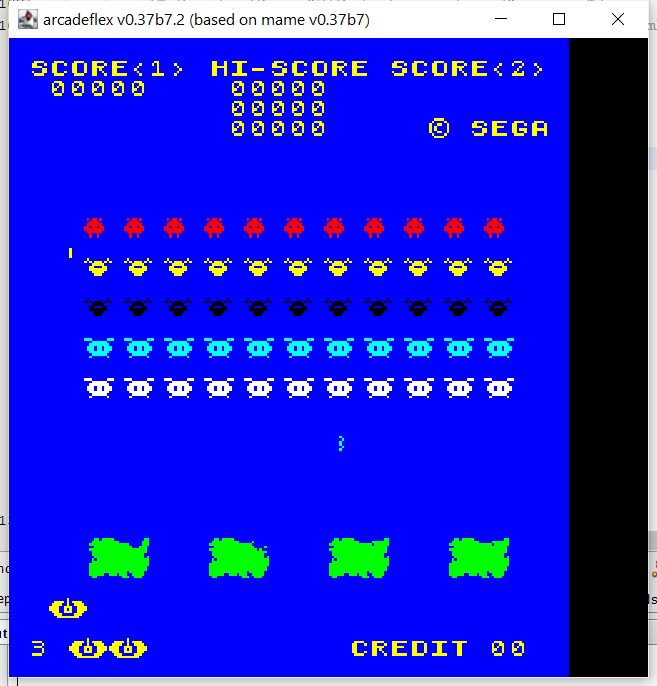 arcadeflex v0.37b7.2 (based on mame v0.37b7)
SCORE<1> HI-SCORE SCORE<2>
00000 00000
00000
00000 © SEGA
3 CREDIT 00